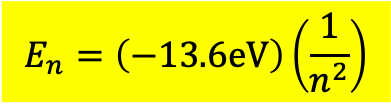 Eₙ = (−13.6eV) (1/n²)